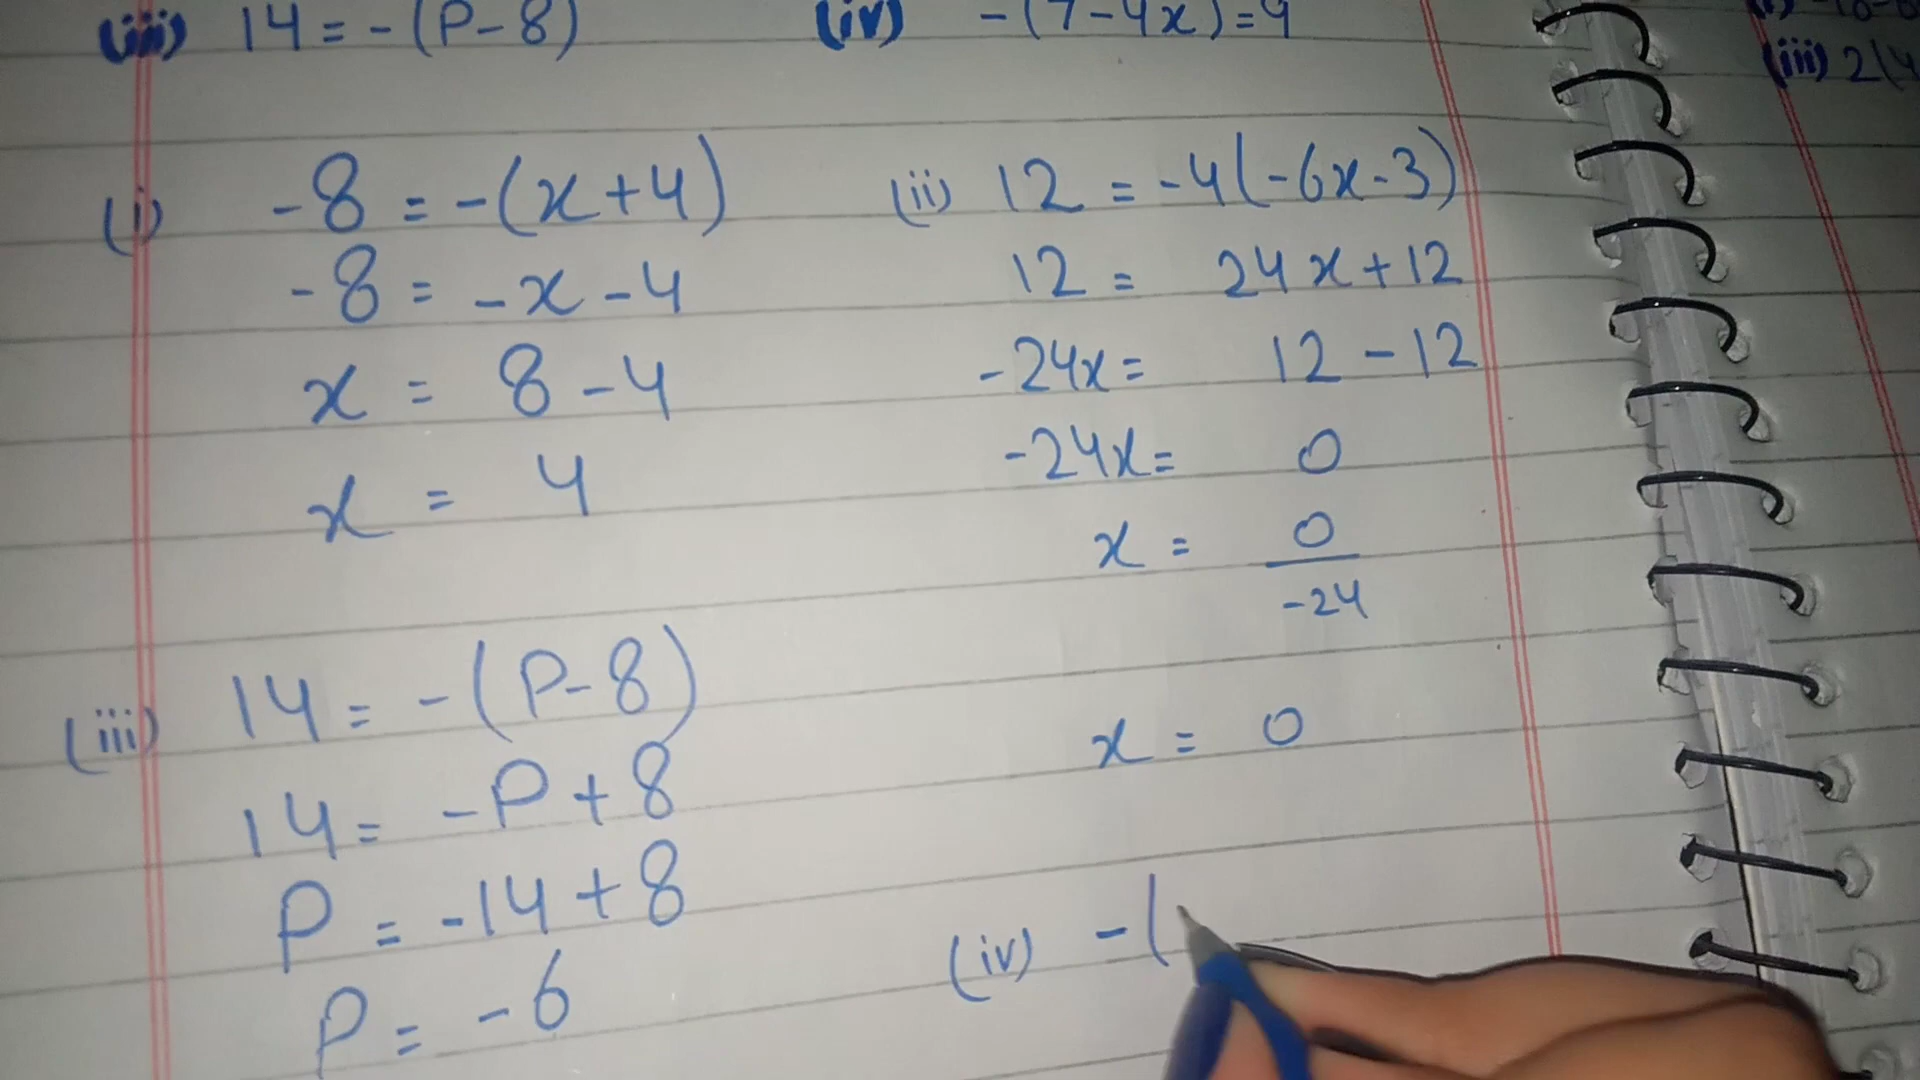 (iii) 14 = -(P-8) (iv) -(7-4x)=9
(iii) 2(4
(i) -8 = -(x+4)
-8 = -x-4
x = 8-4
x = 4
(ii) 12 = -4(-6x-3)
12 = 24x+12
-24x = 12-12
-24x = 0
x = 0
-24
x = 0
(iii) 14 = -(P-8)
14 = -P+8
P = -14+8
P = -6
(iv) -(